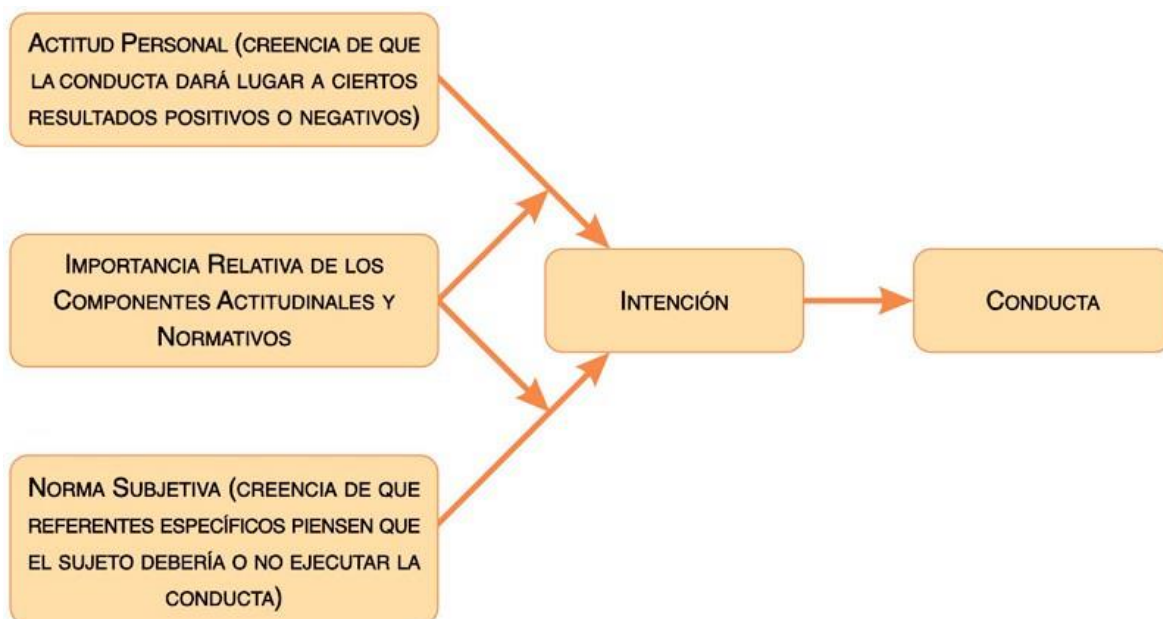 ACTITUD PERSONAL (CREENCIA DE QUE
LA CONDUCTA DARÁ LUGAR A CIERTOS
RESULTADOS POSITIVOS O NEGATIVOS)
IMPORTANCIA RELATIVA DE LOS
COMPONENTES ACTITUDINALES Y
NORMATIVOS
INTENCIÓN
CONDUCTA
NORMA SUBJETIVA (CREENCIA DE QUE
REFERENTES ESPECÍFICOS PIENSEN QUE
EL SUJETO DEBERÍA O NO EJECUTAR LA
CONDUCTA)